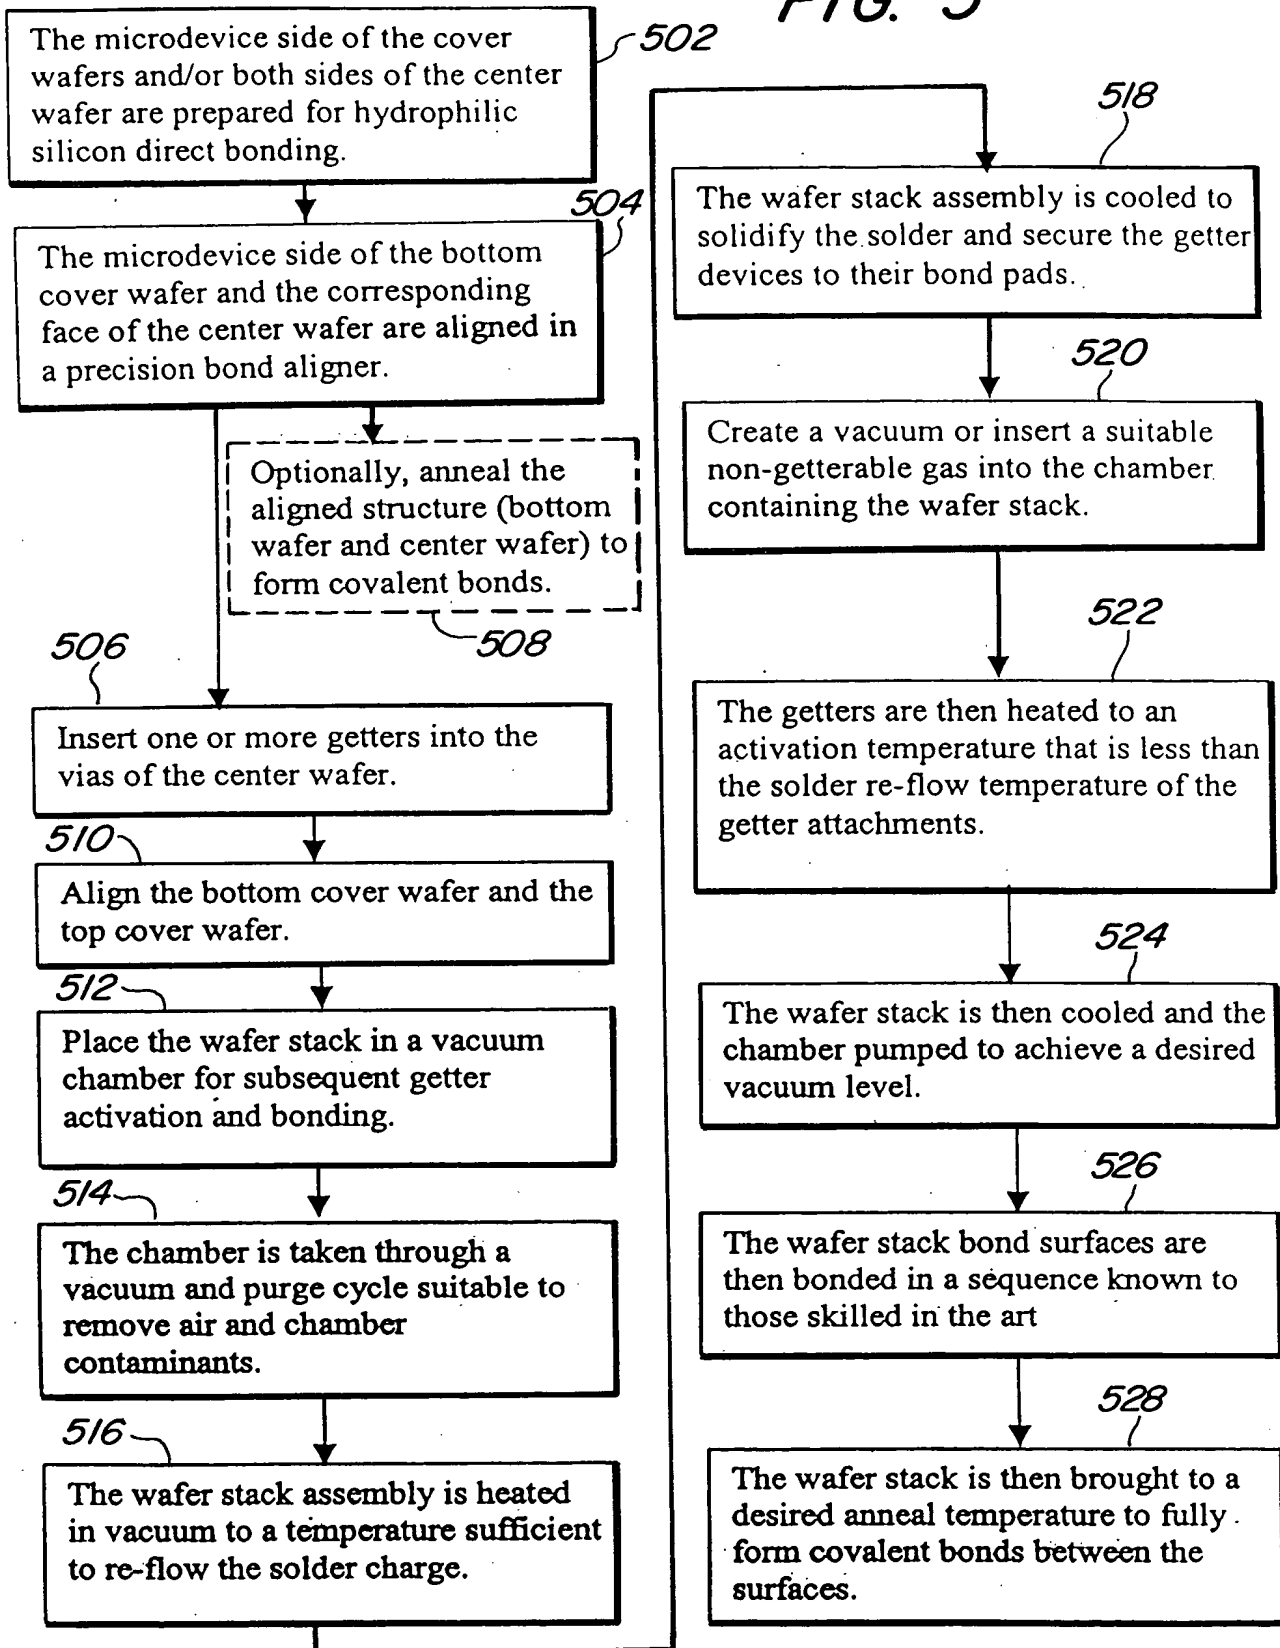 FIG. 5
The microdevice side of the cover
wafers and/or both sides of the center
wafer are prepared for hydrophilic
silicon direct bonding.
502
504
The microdevice side of the bottom
cover wafer and the corresponding
face of the center wafer are aligned in
a precision bond aligner.
Optionally, anneal the
aligned structure (bottom
wafer and center wafer) to
form covalent bonds.
508
506
Insert one or more getters into the
vias of the center wafer.
510
Align the bottom cover wafer and the
top cover wafer.
512
Place the wafer stack in a vacuum
chamber for subsequent getter
activation and bonding.
514
The chamber is taken through a
vacuum and purge cycle suitable to
remove air and chamber
contaminants.
516
The wafer stack assembly is heated
in vacuum to a temperature sufficient
to re-flow the solder charge.
518
The wafer stack assembly is cooled to
solidify the solder and secure the getter
devices to their bond pads.
520
Create a vacuum or insert a suitable
non-getterable gas into the chamber
containing the wafer stack.
522
The getters are then heated to an
activation temperature that is less than
the solder re-flow temperature of the
getter attachments.
524
The wafer stack is then cooled and the
chamber pumped to achieve a desired
vacuum level.
526
The wafer stack bond surfaces are
then bonded in a sequence known to
those skilled in the art
528
The wafer stack is then brought to a
desired anneal temperature to fully
form covalent bonds between the
surfaces.